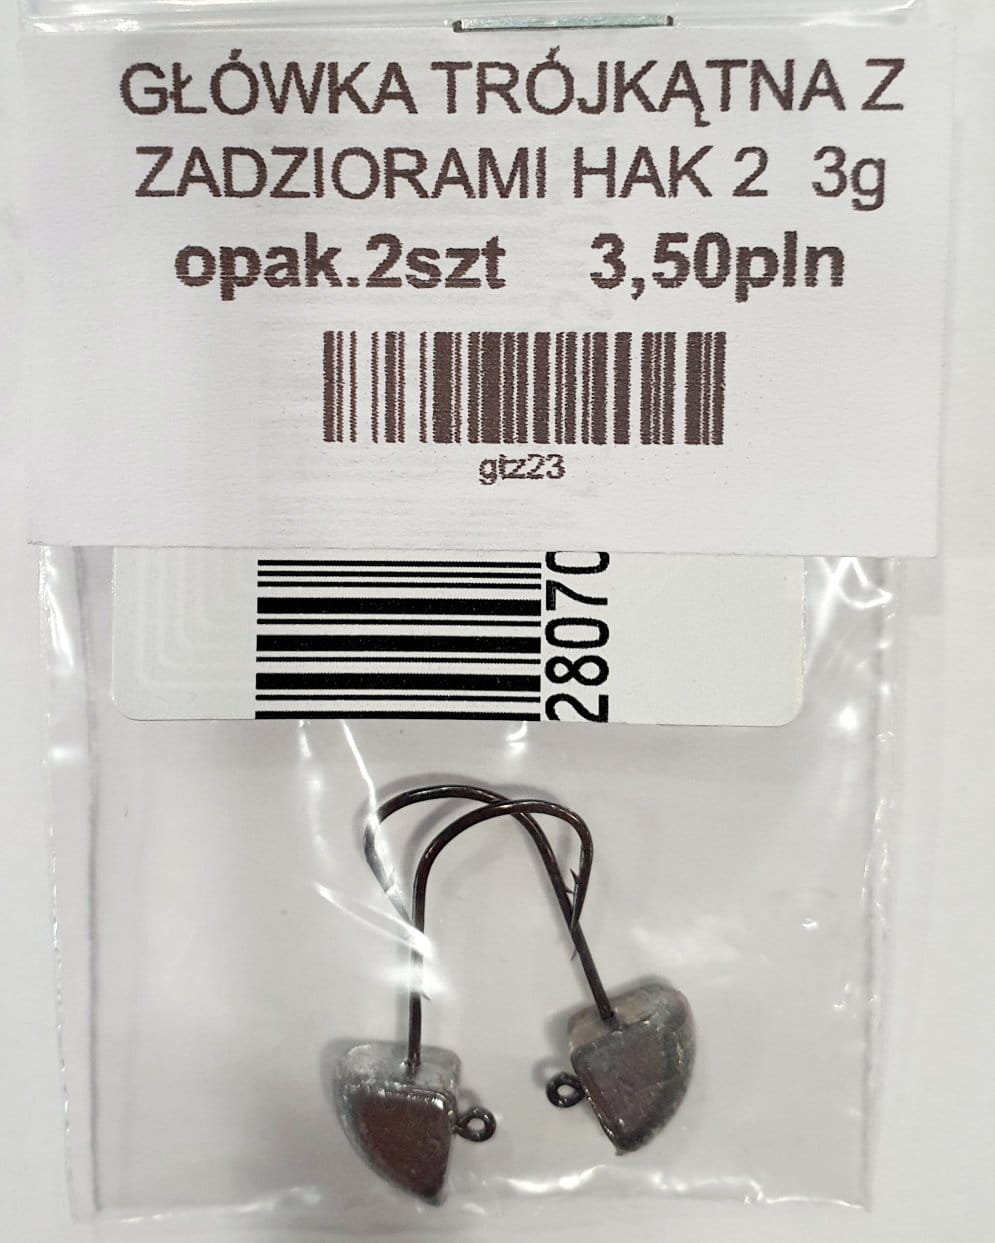 GŁÓWKA TRÓJKĄTNA Z
ZADZIORAMI HAK 2 3g
opak.2szt 3,50pln
gtz23
28070